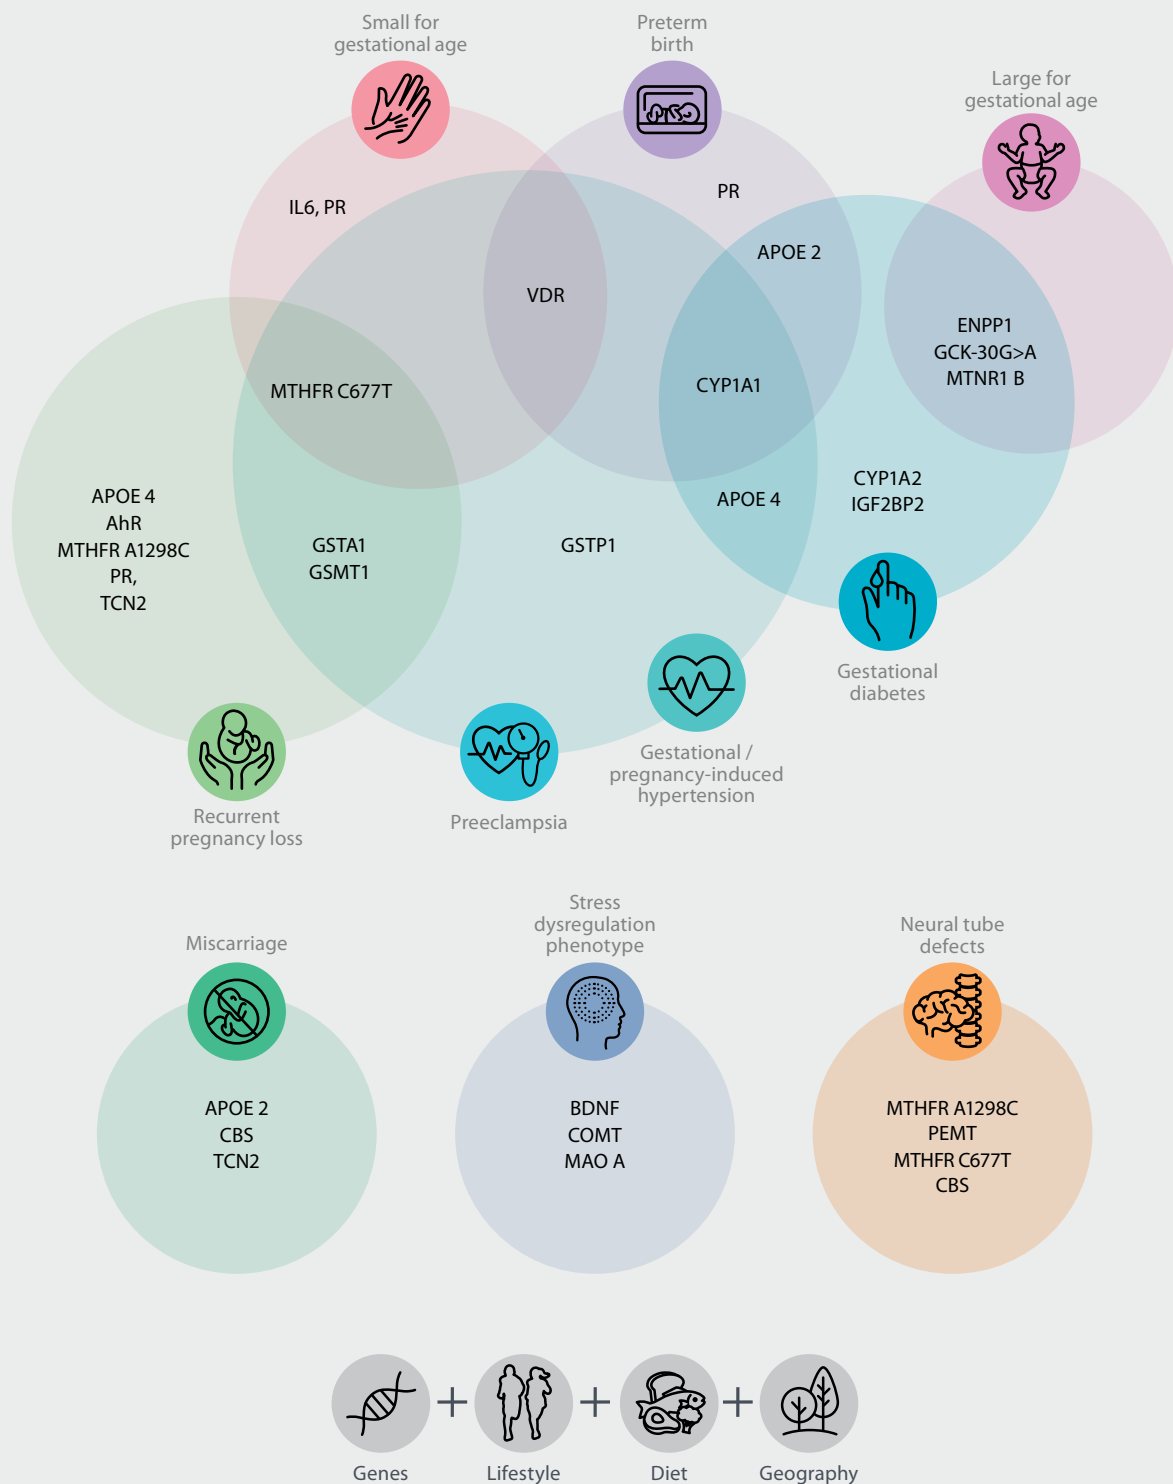 Small for
gestational age
Preterm
birth
Large for
gestational age
IL6, PR
PR
APOE 2
VDR
ENPP1
GCK-30G>A
MTNR1 B
MTHFR C677T
CYP1A1
APOE 4
AhR
MTHFR A1298C
PR,
TCN2
GSTA1
GSMT1
GSTP1
APOE 4
CYP1A2
IGF2BP2
Gestational
diabetes
Gestational /
pregnancy-induced
hypertension
Preeclampsia
Recurrent
pregnancy loss
Miscarriage
APOE 2
CBS
TCN2
Stress
dysregulation
phenotype
BDNF
COMT
MAO A
Neural tube
defects
MTHFR A1298C
PEMT
MTHFR C677T
CBS
+
+
+
Genes
Lifestyle
Diet
Geography